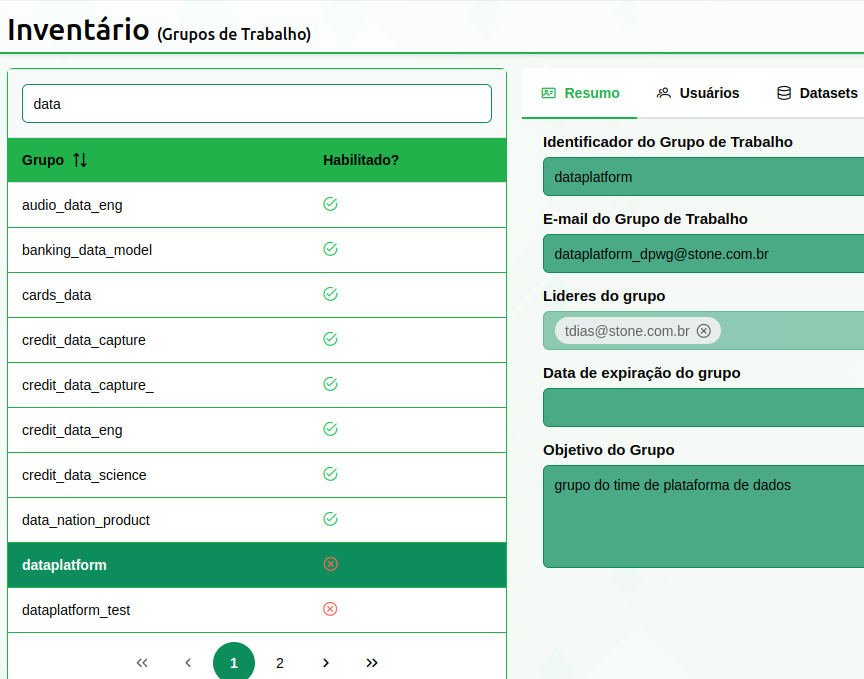 Inventário (Grupos de Trabalho)
data
Grupo
Habilitado?
audio_data_eng
banking_data_model
cards_data
credit_data_capture
credit_data_capture_
credit_data_eng
credit_data_science
data_nation_product
dataplatform
dataplatform_test
1 2
Resumo Usuários Datasets
Identificador do Grupo de Trabalho
dataplatform
E-mail do Grupo de Trabalho
dataplatform_dpwg@stone.com.br
Lideres do grupo
tdias@stone.com.br
Data de expiração do grupo
Objetivo do Grupo
grupo do time de plataforma de dados